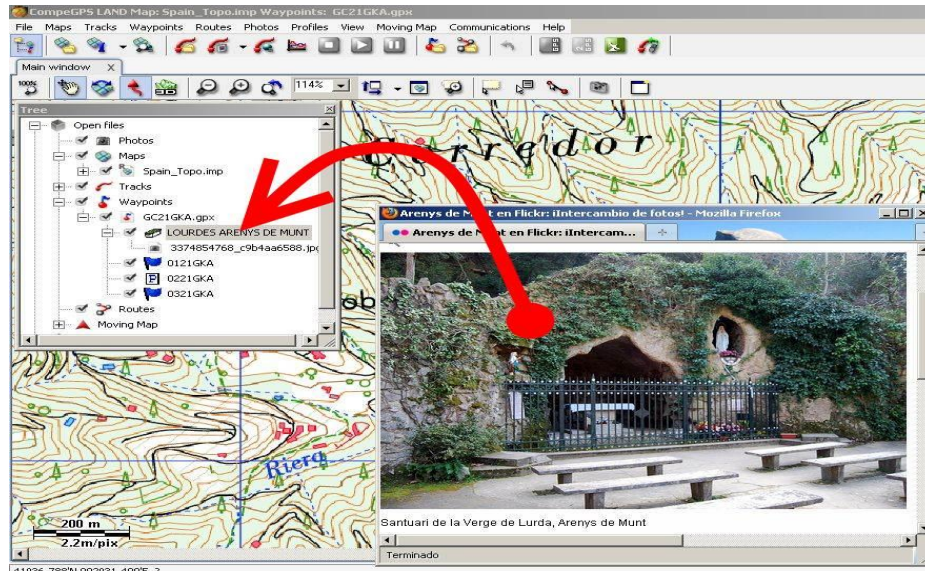 CompeGPS LAND Map: Spain_Topo.imp Waypoints: GC21GKA.gpx
File Maps Tracks Waypoints Routes Photos Profiles View Moving Map Communications Help
Main window X
100% 114%
Tree
Open files
Photos
Maps
Spain_Topo.imp
Tracks
Waypoints
GC21GKA.gpx
LOURDES ARENYS DE MUNT
3374854768_c9b4aa6588.jp
0121GKA
P 0221GKA
0321GKA
Routes
Moving Map
Corredor
ob
Arenys de Munt en Flickr: ¡Intercambio de fotos! - Mozilla Firefox
Arenys de Munt en Flickr: ¡Intercam...
Santuari de la Verge de Lurda, Arenys de Munt
Terminado
Riera
200 m
2.2m/pix